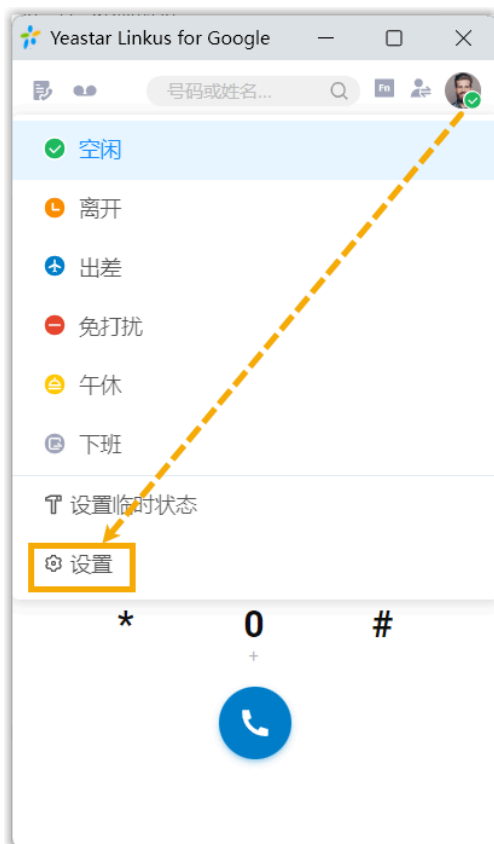 Yeastar Linkus for Google
号码或姓名...
Fn
空闲
离开
出差
免打扰
午休
下班
设置临时状态
设置
* 0 #
+